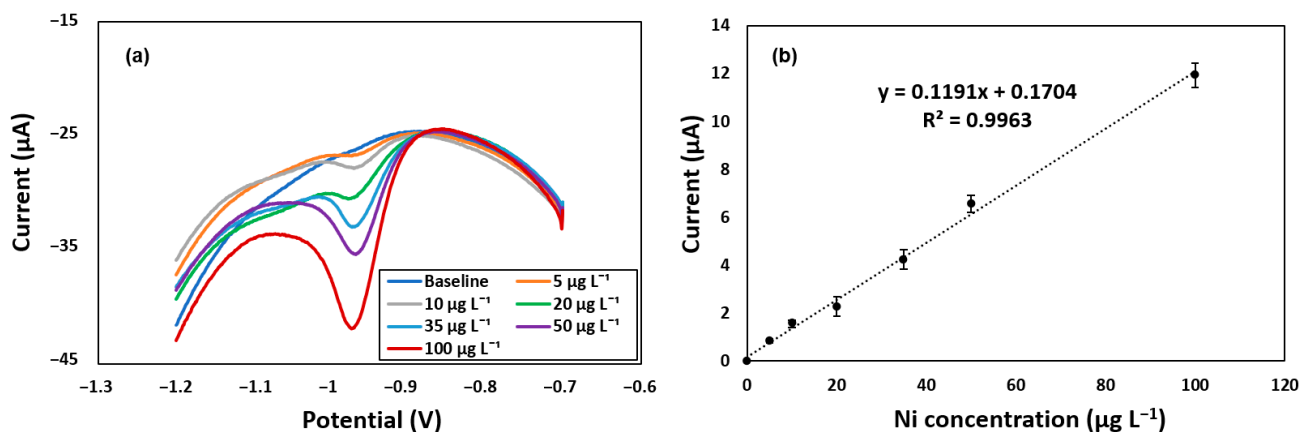 (a)
Current (µA)
−15
−25
−35
−45
−1.3
−1.2
−1.1
−1
−0.9
−0.8
−0.7
−0.6
Potential (V)
Baseline
5 µg L⁻¹
10 µg L⁻¹
20 µg L⁻¹
35 µg L⁻¹
50 µg L⁻¹
100 µg L⁻¹
(b)
y = 0.1191x + 0.1704
R² = 0.9963
Current (µA)
14
12
10
8
6
4
2
0
0
20
40
60
80
100
120
Ni concentration (µg L⁻¹)